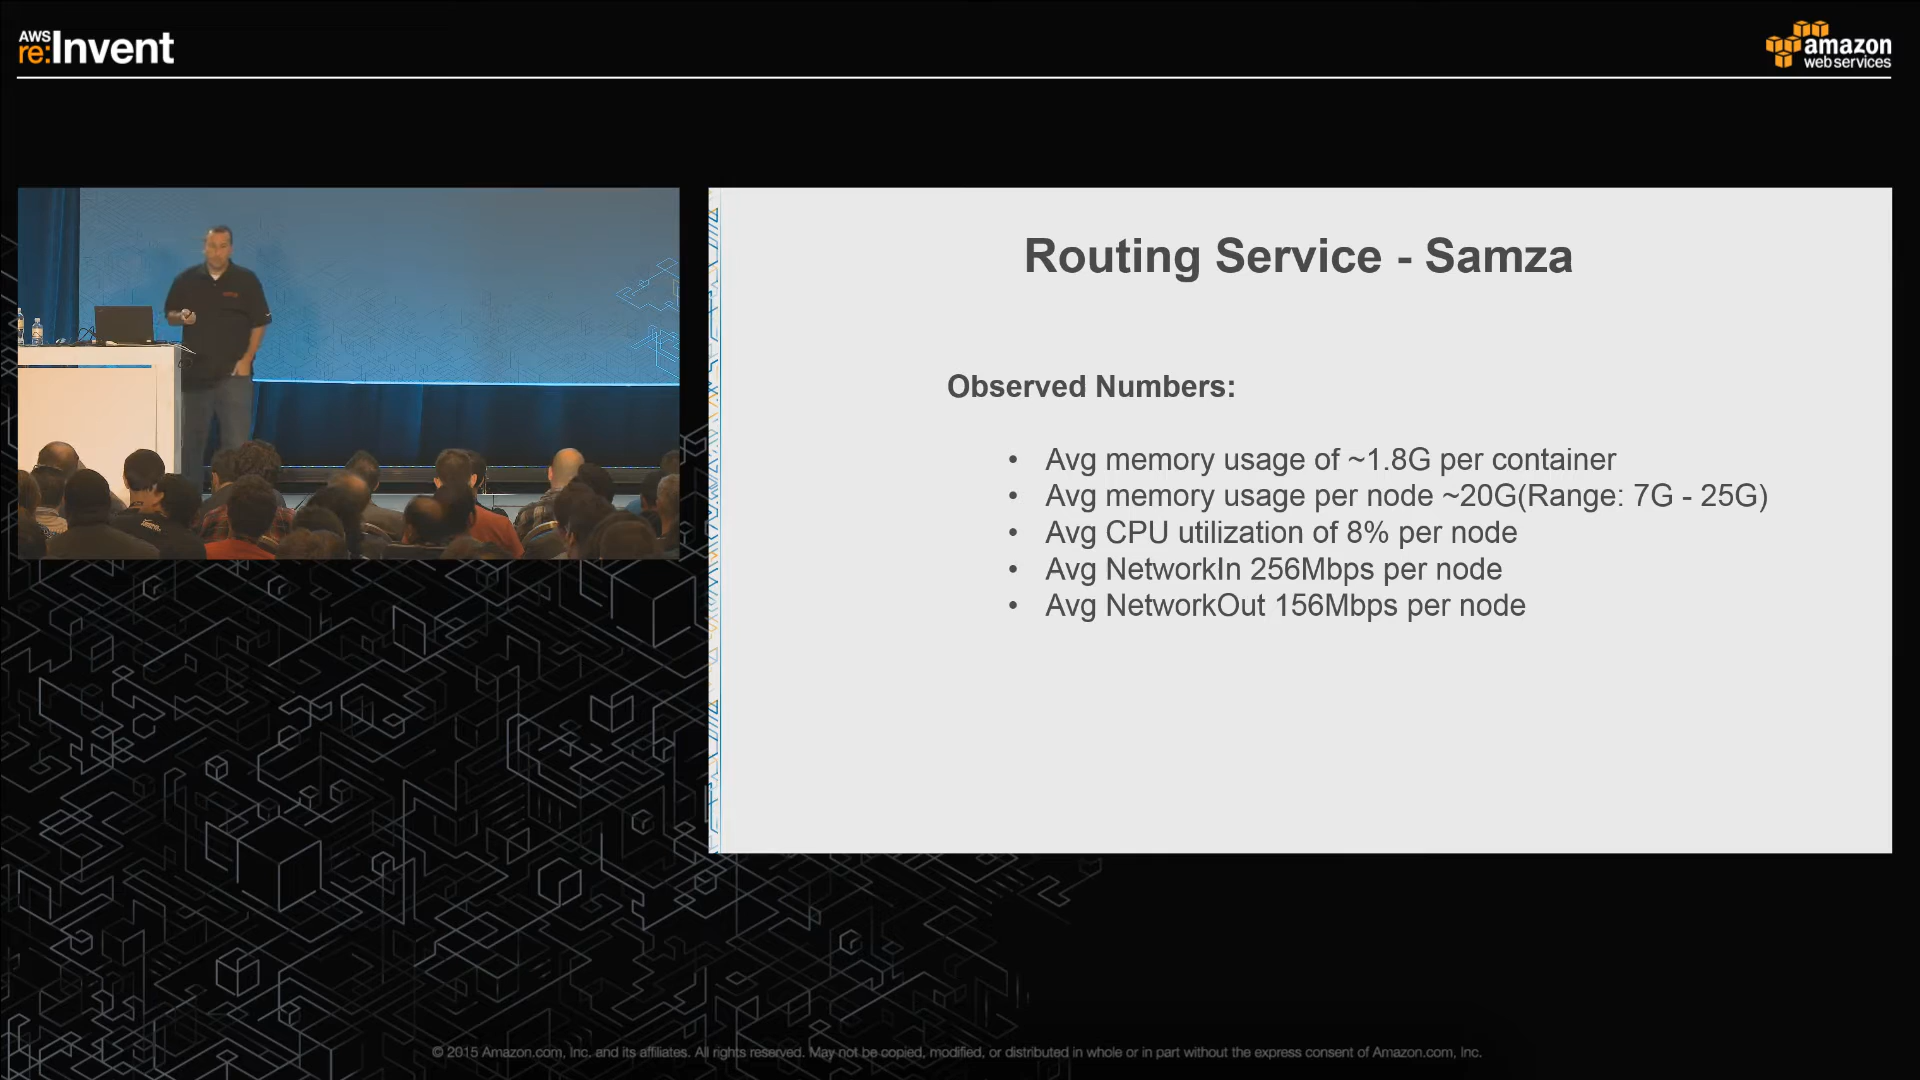 AWS
re:Invent
amazon
web services
Routing Service - Samza
Observed Numbers:
• Avg memory usage of ~1.8G per container
• Avg memory usage per node ~20G(Range: 7G - 25G)
• Avg CPU utilization of 8% per node
• Avg NetworkIn 256Mbps per node
• Avg NetworkOut 156Mbps per node
© 2015 Amazon.com, Inc. and its affiliates. All rights reserved. May not be copied, modified, or distributed in whole or in part without the express consent of Amazon.com, Inc.